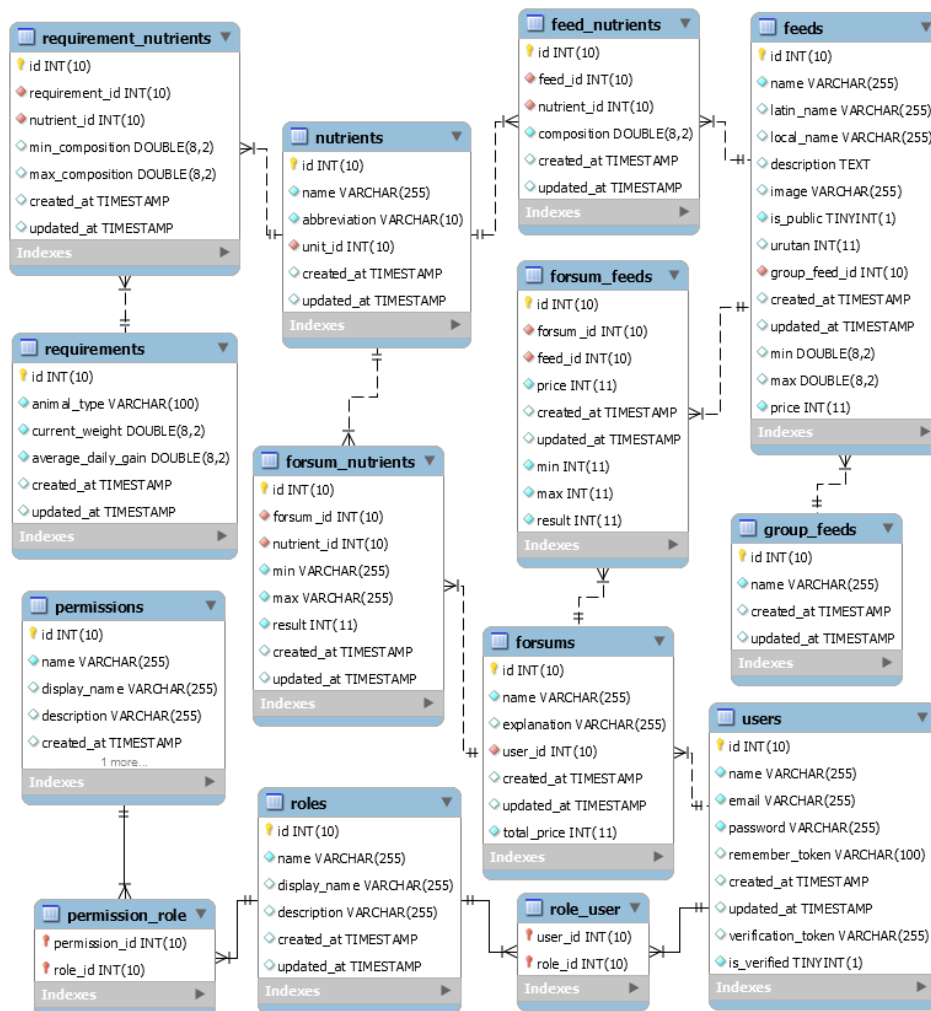 requirement_nutrients
id INT(10)
requirement_id INT(10)
nutrient_id INT(10)
min_composition DOUBLE(8,2)
max_composition DOUBLE(8,2)
created_at TIMESTAMP
updated_at TIMESTAMP
Indexes
nutrients
id INT(10)
name VARCHAR(255)
abbreviation VARCHAR(10)
unit_id INT(10)
created_at TIMESTAMP
updated_at TIMESTAMP
Indexes
feed_nutrients
id INT(10)
feed_id INT(10)
nutrient_id INT(10)
composition DOUBLE(8,2)
created_at TIMESTAMP
updated_at TIMESTAMP
Indexes
feeds
id INT(10)
name VARCHAR(255)
latin_name VARCHAR(255)
local_name VARCHAR(255)
description TEXT
image VARCHAR(255)
is_public TINYINT(1)
urutan INT(11)
group_feed_id INT(10)
created_at TIMESTAMP
updated_at TIMESTAMP
min DOUBLE(8,2)
max DOUBLE(8,2)
price INT(11)
Indexes
requirements
id INT(10)
animal_type VARCHAR(100)
current_weight DOUBLE(8,2)
average_daily_gain DOUBLE(8,2)
created_at TIMESTAMP
updated_at TIMESTAMP
Indexes
forsum_feeds
id INT(10)
forsum_id INT(10)
feed_id INT(10)
price INT(11)
created_at TIMESTAMP
updated_at TIMESTAMP
min INT(11)
max INT(11)
result INT(11)
Indexes
forsum_nutrients
id INT(10)
forsum_id INT(10)
nutrient_id INT(10)
min VARCHAR(255)
max VARCHAR(255)
result INT(11)
created_at TIMESTAMP
updated_at TIMESTAMP
Indexes
group_feeds
id INT(10)
name VARCHAR(255)
created_at TIMESTAMP
updated_at TIMESTAMP
Indexes
permissions
id INT(10)
name VARCHAR(255)
display_name VARCHAR(255)
description VARCHAR(255)
created_at TIMESTAMP
1 more...
Indexes
forsums
id INT(10)
name VARCHAR(255)
explanation VARCHAR(255)
user_id INT(10)
created_at TIMESTAMP
updated_at TIMESTAMP
total_price INT(11)
Indexes
users
id INT(10)
name VARCHAR(255)
email VARCHAR(255)
password VARCHAR(255)
remember_token VARCHAR(100)
created_at TIMESTAMP
updated_at TIMESTAMP
verification_token VARCHAR(255)
is_verified TINYINT(1)
Indexes
roles
id INT(10)
name VARCHAR(255)
display_name VARCHAR(255)
description VARCHAR(255)
created_at TIMESTAMP
updated_at TIMESTAMP
Indexes
permission_role
permission_id INT(10)
role_id INT(10)
Indexes
role_user
user_id INT(10)
role_id INT(10)
Indexes